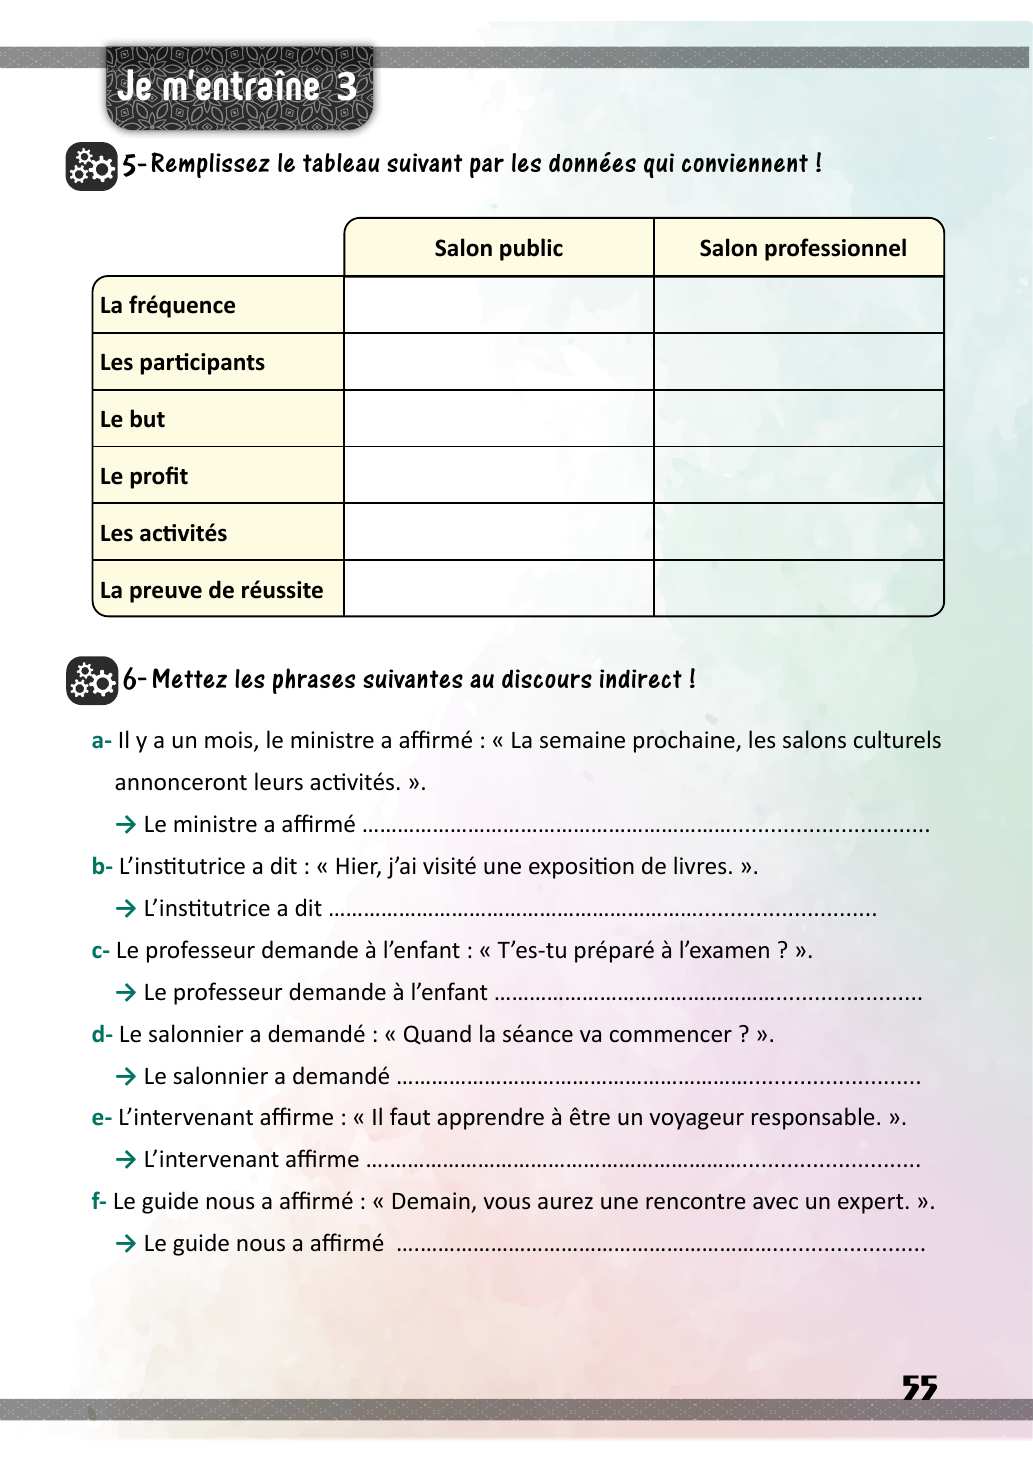 Je m'entraîne 3
5- Remplissez le tableau suivant par les données qui conviennent !
Salon public Salon professionnel
La fréquence
Les participants
Le but
Le profit
Les activités
La preuve de réussite
6- Mettez les phrases suivantes au discours indirect !
a- Il y a un mois, le ministre a affirmé : « La semaine prochaine, les salons culturels
annonceront leurs activités. ».
→ Le ministre a affirmé ........................................................
b- L’institutrice a dit : « Hier, j’ai visité une exposition de livres. ».
→ L’institutrice a dit ........................................................
c- Le professeur demande à l’enfant : « T’es-tu préparé à l’examen ? ».
→ Le professeur demande à l’enfant ........................................................
d- Le salonnier a demandé : « Quand la séance va commencer ? ».
→ Le salonnier a demandé ........................................................
e- L’intervenant affirme : « Il faut apprendre à être un voyageur responsable. ».
→ L’intervenant affirme ........................................................
f- Le guide nous a affirmé : « Demain, vous aurez une rencontre avec un expert. ».
→ Le guide nous a affirmé ........................................................
55